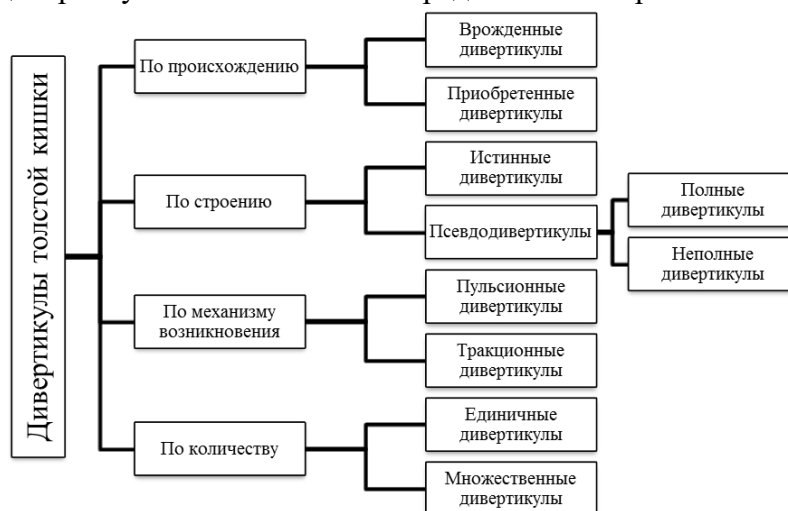 Дивертикулы толстой кишки
По происхождению
Врожденные
дивертикулы
Приобретенные
дивертикулы
По строению
Истинные
дивертикулы
Псевдодивертикулы
Полные
дивертикулы
Неполные
дивертикулы
По механизму
возникновения
Пульсионные
дивертикулы
Тракционные
дивертикулы
По количеству
Единичные
дивертикулы
Множественные
дивертикулы